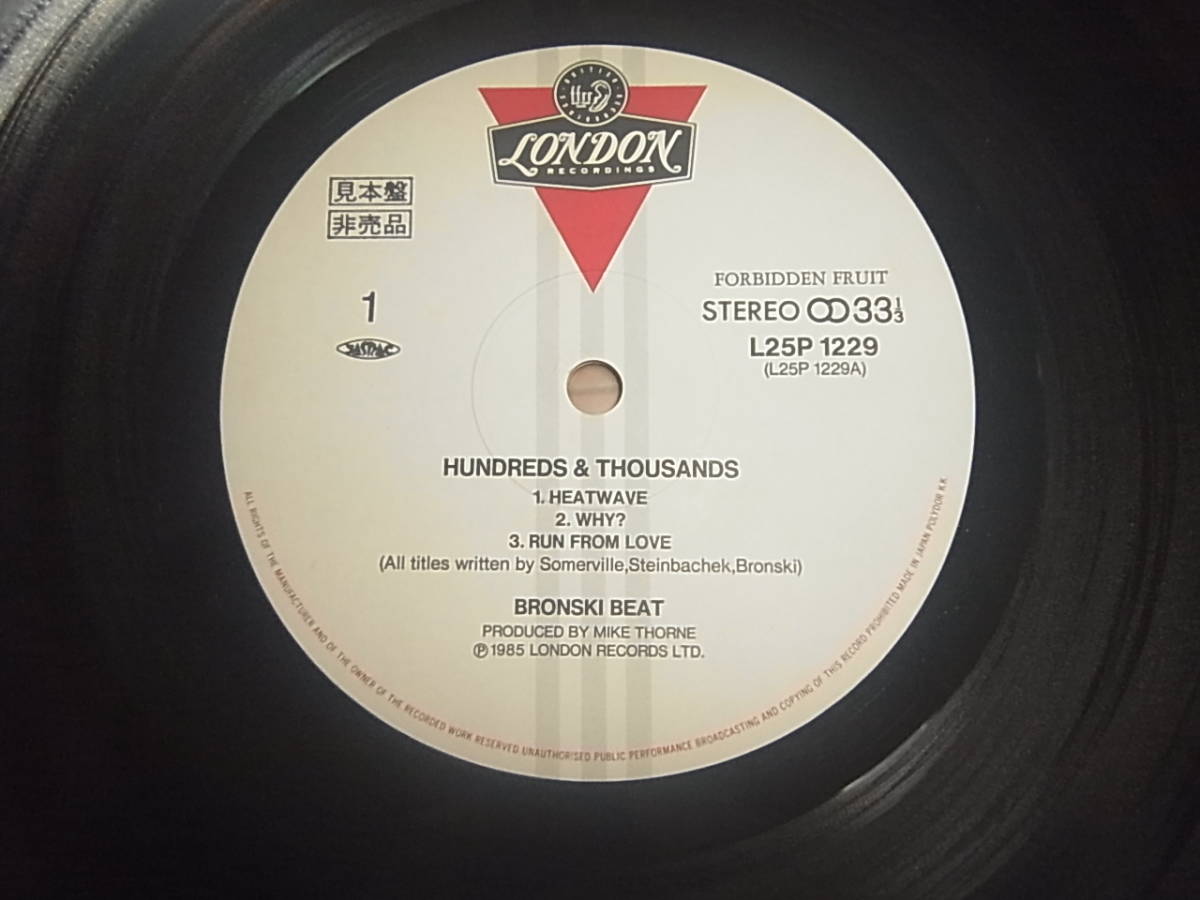 LONDON
RECORDINGS
見本盤
非売品
1
JASRAC
FORBIDDEN FRUIT
STEREO 33 1/3
L25P 1229
(L25P 1229A)
HUNDREDS & THOUSANDS
1. HEATWAVE
2. WHY?
3. RUN FROM LOVE
(All titles written by Somerville,Steinbachek,Bronski)
BRONSKI BEAT
PRODUCED BY MIKE THORNE
Ⓟ1985 LONDON RECORDS LTD.
ALL RIGHTS OF THE MANUFACTURER AND OF THE OWNER OF THE RECORDED WORK RESERVED UNAUTHORISED PUBLIC PERFORMANCE BROADCASTING AND COPYING OF THIS RECORD PROHIBITED MADE IN JAPAN POLYDOR K.K.